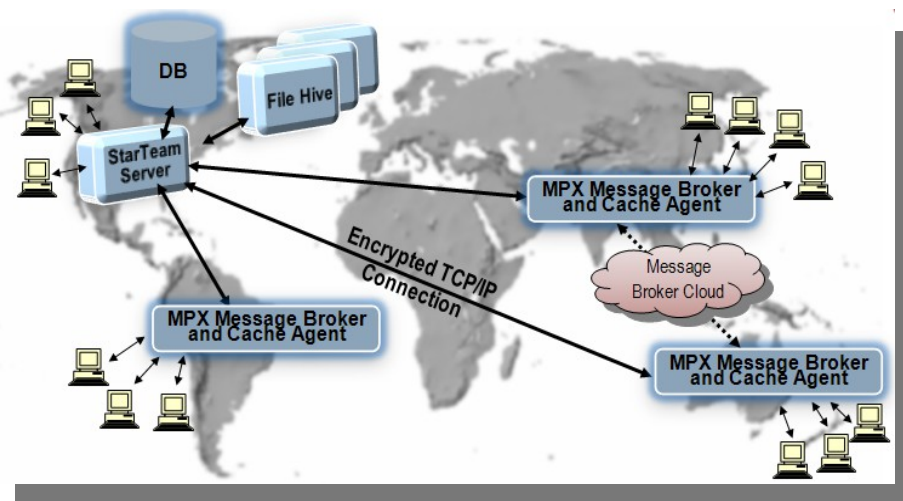 DB
File Hive
StarTeam
Server
MPX Message Broker
and Cache Agent
Encrypted TCP/IP
Connection
Message
Broker Cloud
MPX Message Broker
and Cache Agent
MPX Message Broker
and Cache Agent